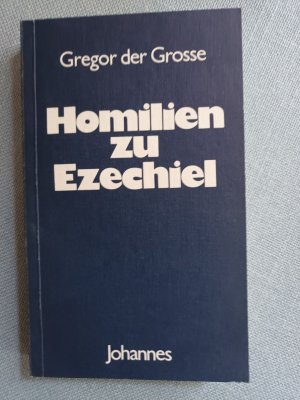 Gregor der Grosse
Homilien
zu
Ezechiel
Johannes